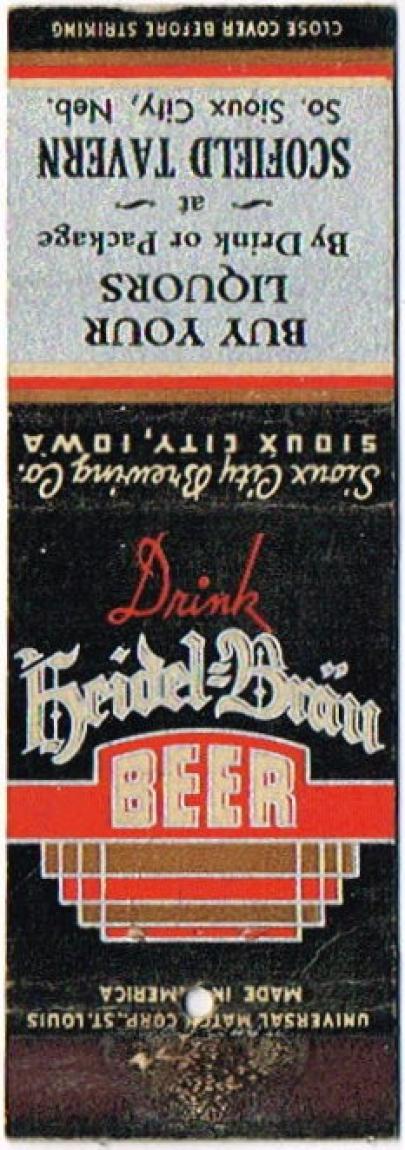 CLOSE COVER BEFORE STRIKING
BUY YOUR
LIQUORS
By Drink or Package
at
SCOFIELD TAVERN
So. Sioux City, Neb.
Sioux City Brewing Co.
SIOUX CITY, IOWA
Drink
Heidel=Bräu
BEER
UNIVERSAL MATCH CORP., ST. LOUIS
MADE IN AMERICA